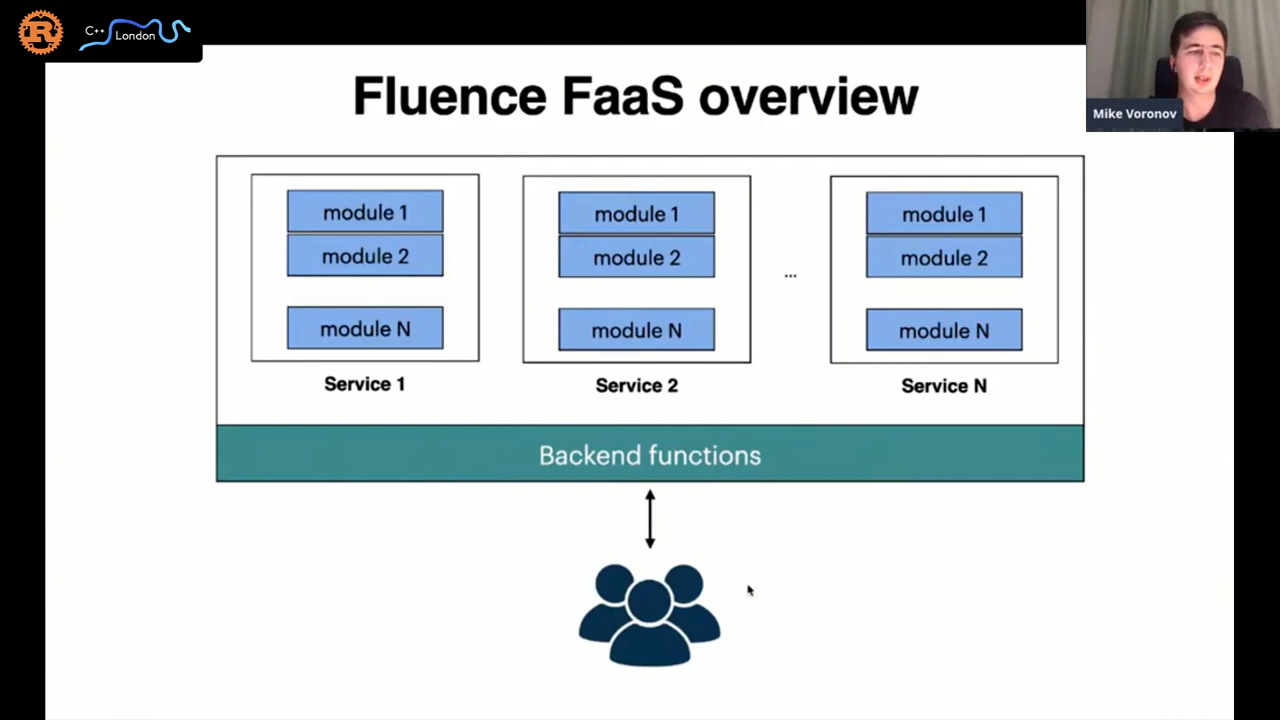 C++
London
Mike Voronov
Fluence FaaS overview
module 1
module 2
module N
Service 1
module 1
module 2
module N
Service 2
...
module 1
module 2
module N
Service N
Backend functions